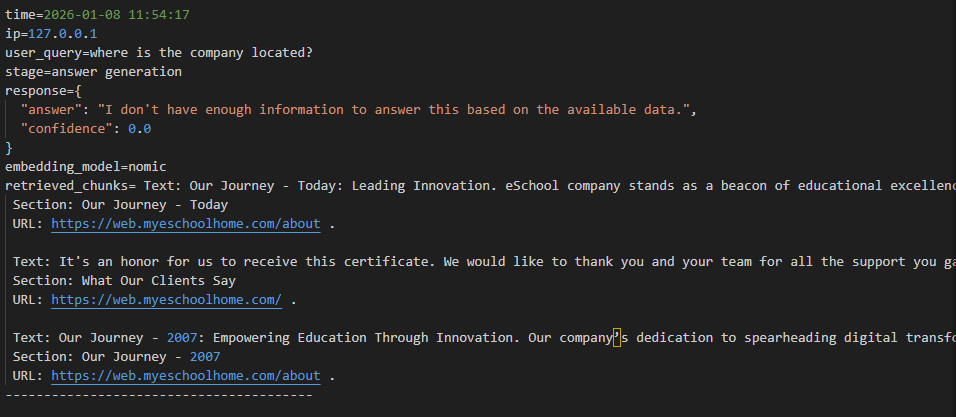 time=2026-01-08 11:54:17
ip=127.0.0.1
user_query=where is the company located?
stage=answer generation
response={
  "answer": "I don't have enough information to answer this based on the available data.",
  "confidence": 0.0
}
embedding_model=nomic
retrieved_chunks= Text: Our Journey - Today: Leading Innovation. eSchool company stands as a beacon of educational
 Section: Our Journey - Today
 URL: https://web.myeschoolhome.com/about .
 Text: It's an honor for us to receive this certificate. We would like to thank you and your team for all the support you
 Section: What Our Clients Say
 URL: https://web.myeschoolhome.com/ .
 Text: Our Journey - 2007: Empowering Education Through Innovation. Our company’s dedication to spearheading digital
 Section: Our Journey - 2007
 URL: https://web.myeschoolhome.com/about .
----------------------------------------